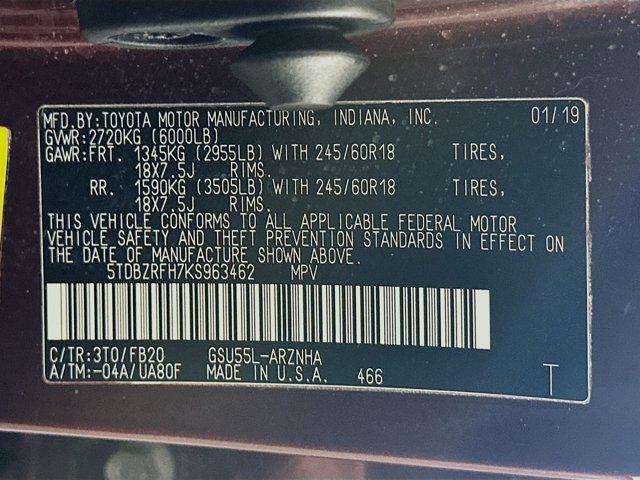 MFD.BY:TOYOTA MOTOR MANUFACTURING, INDIANA, INC. 01/19
GVWR:2720KG (6000LB)
GAWR:FRT. 1345KG (2955LB) WITH 245/60R18 TIRES,
18X7.5J RIMS.
RR. 1590KG (3505LB) WITH 245/60R18 TIRES,
18X7.5J RIMS.
THIS VEHICLE CONFORMS TO ALL APPLICABLE FEDERAL MOTOR
VEHICLE SAFETY AND THEFT PREVENTION STANDARDS IN EFFECT ON
THE DATE OF MANUFACTURE SHOWN ABOVE.
5TDBZRFH7KS963462 MPV
C/TR:3T0/FB20 GSU55L-ARZNHA
A/TM:-04A/UA80F MADE IN U.S.A. 466 T